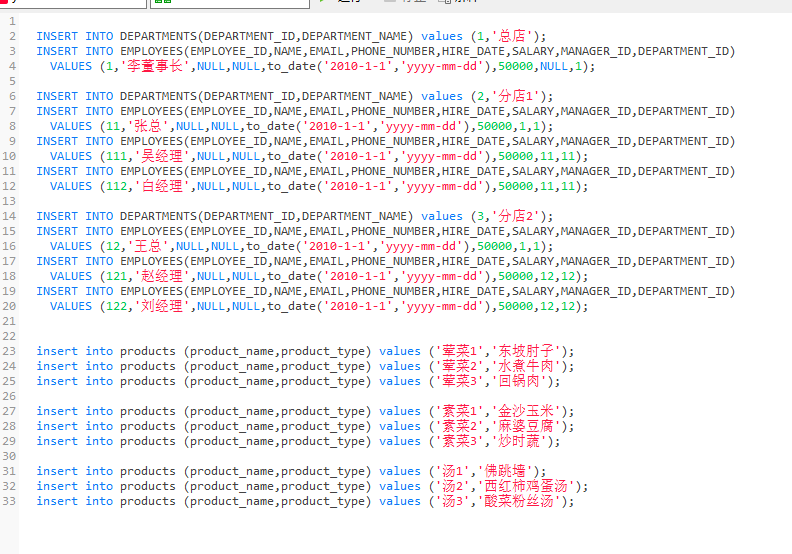 1
2 INSERT INTO DEPARTMENTS(DEPARTMENT_ID,DEPARTMENT_NAME) values (1,'总店');
3 INSERT INTO EMPLOYEES(EMPLOYEE_ID,NAME,EMAIL,PHONE_NUMBER,HIRE_DATE,SALARY,MANAGER_ID,DEPARTMENT_ID)
4 VALUES (1,'李董事长',NULL,NULL,to_date('2010-1-1','yyyy-mm-dd'),50000,NULL,1);
5
6 INSERT INTO DEPARTMENTS(DEPARTMENT_ID,DEPARTMENT_NAME) values (2,'分店1');
7 INSERT INTO EMPLOYEES(EMPLOYEE_ID,NAME,EMAIL,PHONE_NUMBER,HIRE_DATE,SALARY,MANAGER_ID,DEPARTMENT_ID)
8 VALUES (11,'张总',NULL,NULL,to_date('2010-1-1','yyyy-mm-dd'),50000,1,1);
9 INSERT INTO EMPLOYEES(EMPLOYEE_ID,NAME,EMAIL,PHONE_NUMBER,HIRE_DATE,SALARY,MANAGER_ID,DEPARTMENT_ID)
10 VALUES (111,'吴经理',NULL,NULL,to_date('2010-1-1','yyyy-mm-dd'),50000,11,11);
11 INSERT INTO EMPLOYEES(EMPLOYEE_ID,NAME,EMAIL,PHONE_NUMBER,HIRE_DATE,SALARY,MANAGER_ID,DEPARTMENT_ID)
12 VALUES (112,'白经理',NULL,NULL,to_date('2010-1-1','yyyy-mm-dd'),50000,11,11);
13
14 INSERT INTO DEPARTMENTS(DEPARTMENT_ID,DEPARTMENT_NAME) values (3,'分店2');
15 INSERT INTO EMPLOYEES(EMPLOYEE_ID,NAME,EMAIL,PHONE_NUMBER,HIRE_DATE,SALARY,MANAGER_ID,DEPARTMENT_ID)
16 VALUES (12,'王总',NULL,NULL,to_date('2010-1-1','yyyy-mm-dd'),50000,1,1);
17 INSERT INTO EMPLOYEES(EMPLOYEE_ID,NAME,EMAIL,PHONE_NUMBER,HIRE_DATE,SALARY,MANAGER_ID,DEPARTMENT_ID)
18 VALUES (121,'赵经理',NULL,NULL,to_date('2010-1-1','yyyy-mm-dd'),50000,12,12);
19 INSERT INTO EMPLOYEES(EMPLOYEE_ID,NAME,EMAIL,PHONE_NUMBER,HIRE_DATE,SALARY,MANAGER_ID,DEPARTMENT_ID)
20 VALUES (122,'刘经理',NULL,NULL,to_date('2010-1-1','yyyy-mm-dd'),50000,12,12);
21
22
23 insert into products (product_name,product_type) values ('荤菜1','东坡肘子');
24 insert into products (product_name,product_type) values ('荤菜2','水煮牛肉');
25 insert into products (product_name,product_type) values ('荤菜3','回锅肉');
26
27 insert into products (product_name,product_type) values ('素菜1','金沙玉米');
28 insert into products (product_name,product_type) values ('素菜2','麻婆豆腐');
29 insert into products (product_name,product_type) values ('素菜3','炒时蔬');
30
31 insert into products (product_name,product_type) values ('汤1','佛跳墙');
32 insert into products (product_name,product_type) values ('汤2','西红柿鸡蛋汤');
33 insert into products (product_name,product_type) values ('汤3','酸菜粉丝汤');